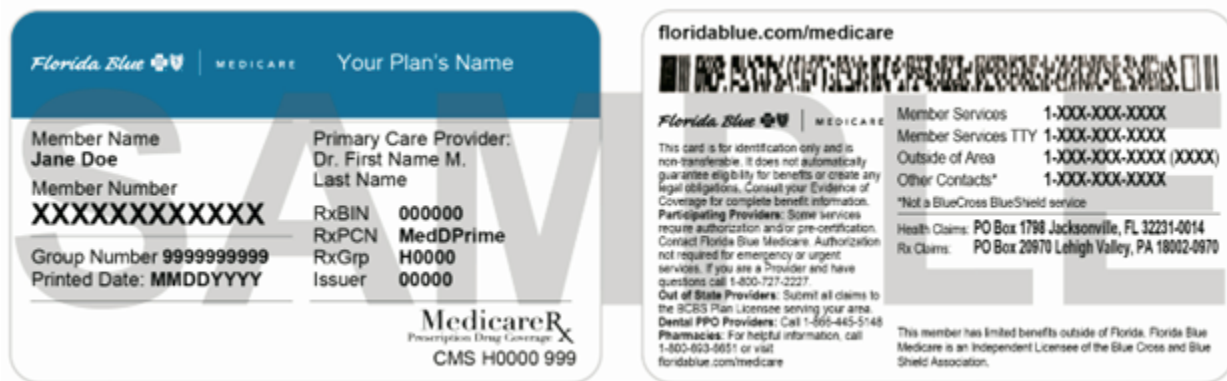 Florida Blue MEDICARE Your Plan's Name
Member Name
Jane Doe
Member Number
XXXXXXXXXXXX
Group Number 9999999999
Printed Date: MMDDYYYY
Primary Care Provider:
Dr. First Name M.
Last Name
RxBIN 000000
RxPCN MedDPrime
RxGrp H0000
Issuer 00000
MedicareRx
Prescription Drug Coverage
CMS H0000 999
floridablue.com/medicare
Florida Blue MEDICARE
This card is for identification only and is
non-transferable. It does not automatically
guarantee eligibility for benefits or create any
legal obligations. Consult your Evidence of
Coverage for complete benefit information.
Participating Providers: Some services
require authorization and/or pre-certification.
Contact Florida Blue Medicare. Authorization
not required for emergency or urgent
services. If you are a Provider and have
questions call 1-800-727-2227.
Out of State Providers: Submit all claims to
the BCBS Plan Licensee serving your area.
Dental PPO Providers: Call 1-866-445-5148
Pharmacies: For helpful information, call
1-800-693-6651 or visit
floridablue.com/medicare
Member Services 1-XXX-XXX-XXXX
Member Services TTY 1-XXX-XXX-XXXX
Outside of Area 1-XXX-XXX-XXXX (XXXX)
Other Contacts* 1-XXX-XXX-XXXX
*Not a BlueCross BlueShield service
Health Claims: PO Box 1798 Jacksonville, FL 32231-0014
Rx Claims: PO Box 20970 Lehigh Valley, PA 18002-0970
This member has limited benefits outside of Florida. Florida Blue
Medicare is an Independent Licensee of the Blue Cross and Blue
Shield Association.
SAMPLE